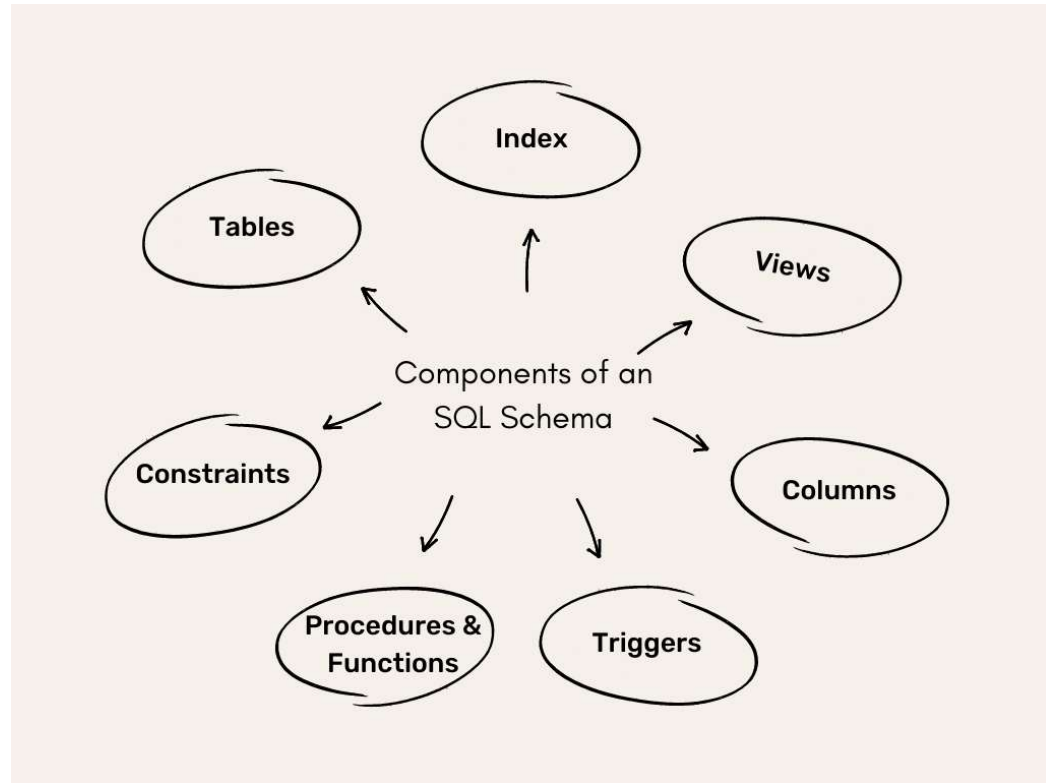 Index
Tables
Views
Components of an
SQL Schema
Constraints
Columns
Procedures &
Functions
Triggers